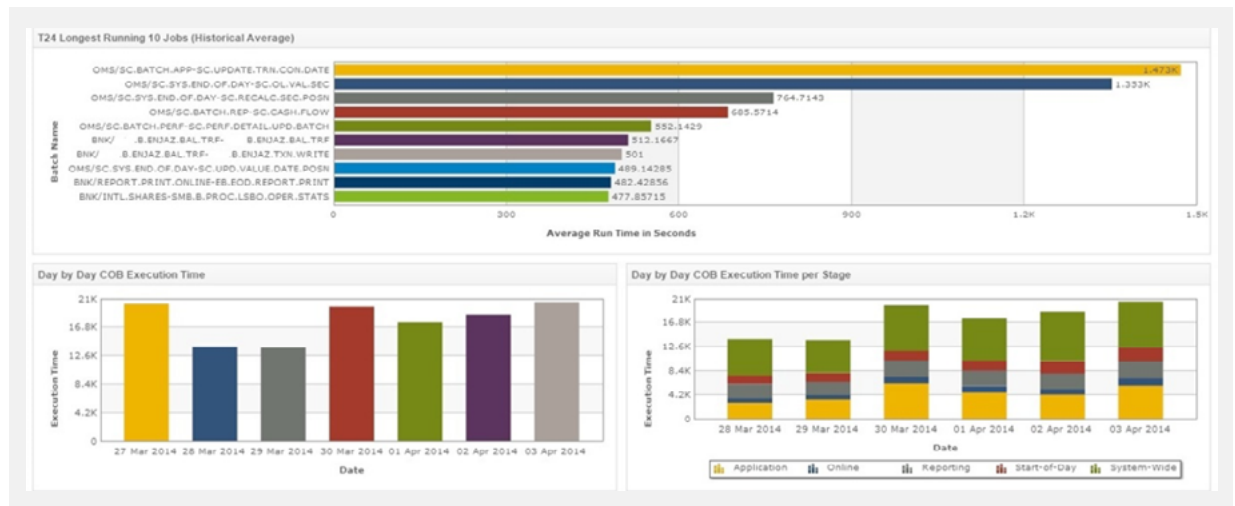 T24 Longest Running 10 Jobs (Historical Average)
Batch Name
OMS/SC.BATCH.APP-SC.UPDATE.TRN.CON.DATE
1.473K
OMS/SC.SYS.END.OF.DAY-SC.OL.VAL.SEC
1.353K
OMS/SC.SYS.END.OF.DAY-SC.RECALC.SEC.POSN
764.7143
OMS/SC.BATCH.REP-SC.CASH.FLOW
685.5714
OMS/SC.BATCH.PERF-SC.PERF.DETAIL.UPD.BATCH
552.1429
BNK/ .B.ENJAZ.BAL.TRF- B.ENJAZ.BAL.TRF
512.1667
BNK/ .B.ENJAZ.BAL.TRF- B.ENJAZ.TXN.WRITE
501
OMS/SC.SYS.END.OF.DAY-SC.UPD.VALUE.DATE.POSN
489.14285
BNK/REPORT.PRINT.ONLINE-EB.EOD.REPORT.PRINT
482.42856
BNK/INTL.SHARES-SMB.B.PROC.LSBO.OPER.STATS
477.85715
0 300 600 900 1.2K 1.5K
Average Run Time in Seconds
Day by Day COB Execution Time
Execution Time
21K
16.8K
12.6K
8.4K
4.2K
0
27 Mar 2014 28 Mar 2014 29 Mar 2014 30 Mar 2014 01 Apr 2014 02 Apr 2014 03 Apr 2014
Date
Day by Day COB Execution Time per Stage
Execution Time
21K
16.8K
12.6K
8.4K
4.2K
0
28 Mar 2014 29 Mar 2014 30 Mar 2014 01 Apr 2014 02 Apr 2014 03 Apr 2014
Date
Application Online Reporting Start-of-Day System-Wide